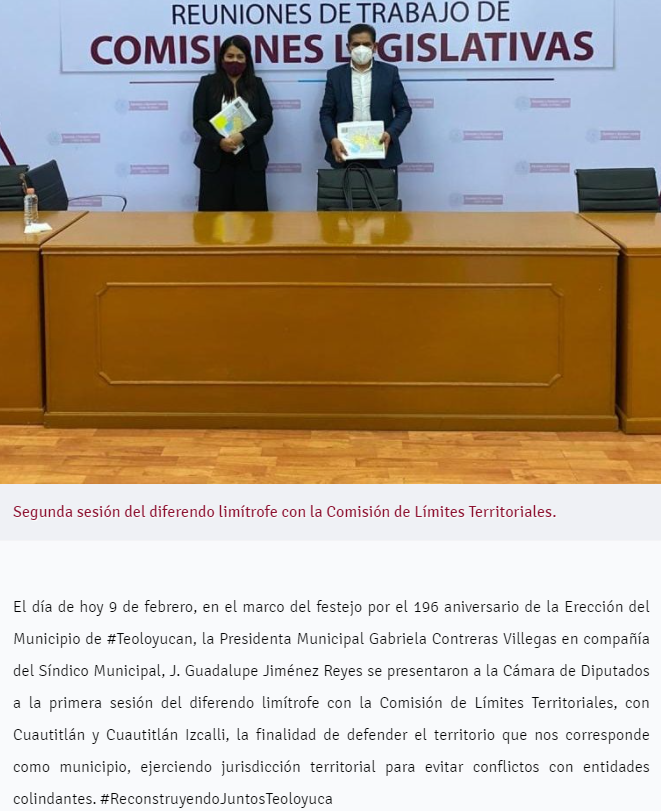 REUNIONES DE TRABAJO DE
COMISIONES LEGISLATIVAS
Segunda sesión del diferendo limítrofe con la Comisión de Límites Territoriales.
El día de hoy 9 de febrero, en el marco del festejo por el 196 aniversario de la Erección del
Municipio de #Teoloyucan, la Presidenta Municipal Gabriela Contreras Villegas en compañía
del Síndico Municipal, J. Guadalupe Jiménez Reyes se presentaron a la Cámara de Diputados
a la primera sesión del diferendo limítrofe con la Comisión de Límites Territoriales, con
Cuautitlán y Cuautitlán Izcalli, la finalidad de defender el territorio que nos corresponde
como municipio, ejerciendo jurisdicción territorial para evitar conflictos con entidades
colindantes. #ReconstruyendoJuntosTeoloyuca